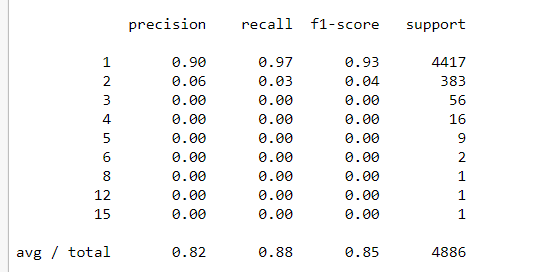 precision recall f1-score support
1 0.90 0.97 0.93 4417
2 0.06 0.03 0.04 383
3 0.00 0.00 0.00 56
4 0.00 0.00 0.00 16
5 0.00 0.00 0.00 9
6 0.00 0.00 0.00 2
8 0.00 0.00 0.00 1
12 0.00 0.00 0.00 1
15 0.00 0.00 0.00 1
avg / total 0.82 0.88 0.85 4886